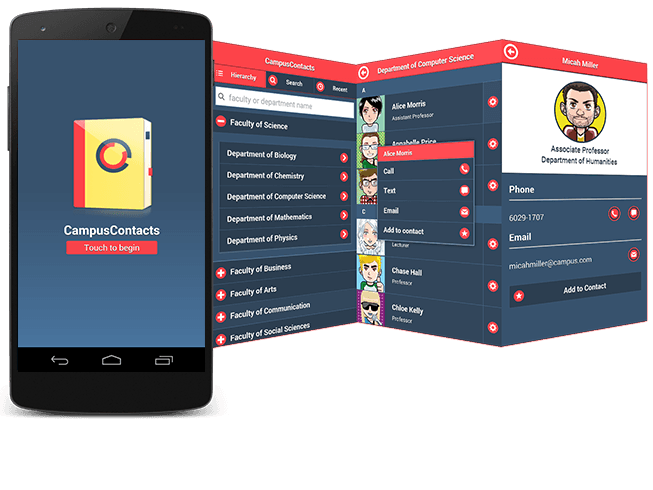 CampusContacts
Touch to begin
CampusContacts
Hierarchy
Search
Recent
faculty or department name
Faculty of Science
Department of Biology
Department of Chemistry
Department of Computer Science
Department of Mathematics
Department of Physics
Faculty of Business
Faculty of Arts
Faculty of Communication
Faculty of Social Sciences
Department of Computer Science
A
Alice Morris
Assistant Professor
Annabelle Price
Alice Morris
Call
Text
Email
Add to contact
C
Lecturer
Chase Hall
Professor
Chloe Kelly
Professor
Micah Miller
Associate Professor
Department of Humanities
Phone
6029-1707
Email
micahmiller@campus.com
Add to Contact